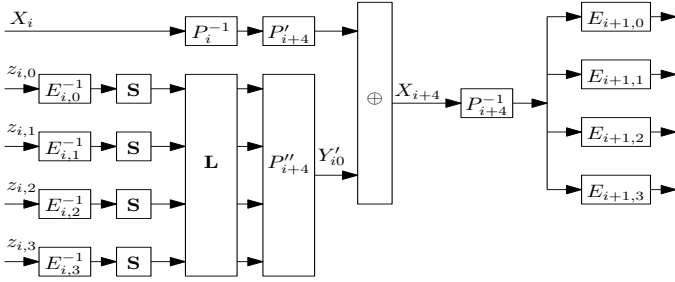 X_i P_i^{-1} P'_{i+4} E_{i+1,0}
z_{i,0} E_{i,0}^{-1} S ⊕ X_{i+4} P_{i+4}^{-1} E_{i+1,1}
z_{i,1} E_{i,1}^{-1} S L P''_{i+4} Y'_{i0} E_{i+1,2}
z_{i,2} E_{i,2}^{-1} S E_{i+1,3}
z_{i,3} E_{i,3}^{-1} S